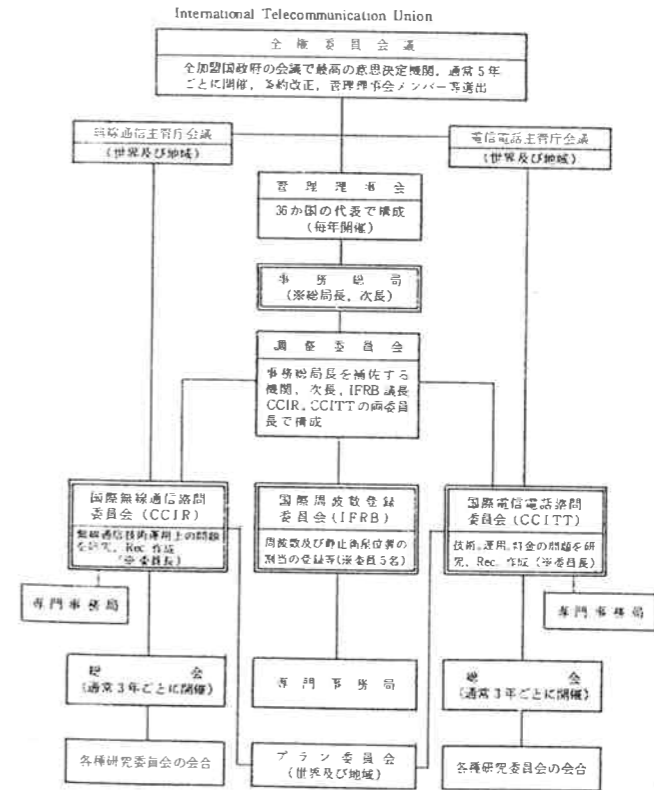 International Telecommunication Union
全権委員会議
全加盟国政府の会議で最高の意思決定機関，通常5年
ごとに開催，条約改正，管理理事会メンバー等選出
無線通信主管庁会議
(世界及び地域)
電信電話主管庁会議
(世界及び地域)
管理理事会
36か国の代表で構成
(毎年開催)
事務総局
(※総局長，次長)
調整委員会
事務総局長を補佐する
機関，次長，IFRB議長
CCIR，CCITTの両委員
長で構成
国際無線通信諮問
委員会(CCIR)
無線通信技術運用上の問題
を研究，Rec 作成
(※委員長)
国際周波数登録
委員会(IFRB)
周波数及び静止衛星位置の
割当の登録等(※委員5名)
国際電信電話諮問
委員会(CCITT)
技術，運用，料金の問題を研
究，Rec. 作成(※委員長)
専門事務局
専門事務局
総会
(通常3年ごとに開催)
専門事務局
総会
(通常3年ごとに開催)
各種研究委員会の会合
プラン委員会
(世界及び地域)
各種研究委員会の会合